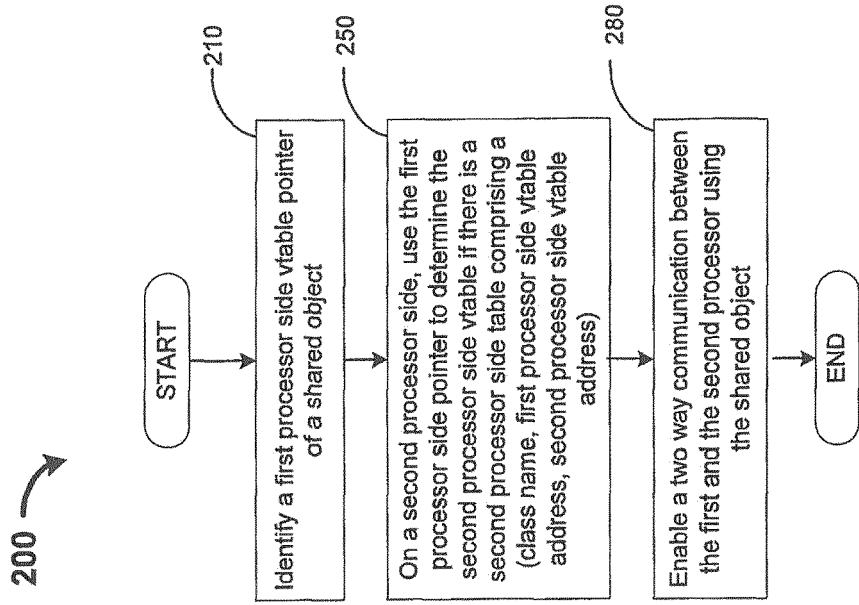 200
START
210
Identify a first processor side vtable pointer
of a shared object
250
On a second processor side, use the first
processor side pointer to determine the
second processor side vtable if there is a
second processor side table comprising a
(class name, first processor side vtable
address, second processor side vtable
address)
280
Enable a two way communication between
the first and the second processor using
the shared object
END